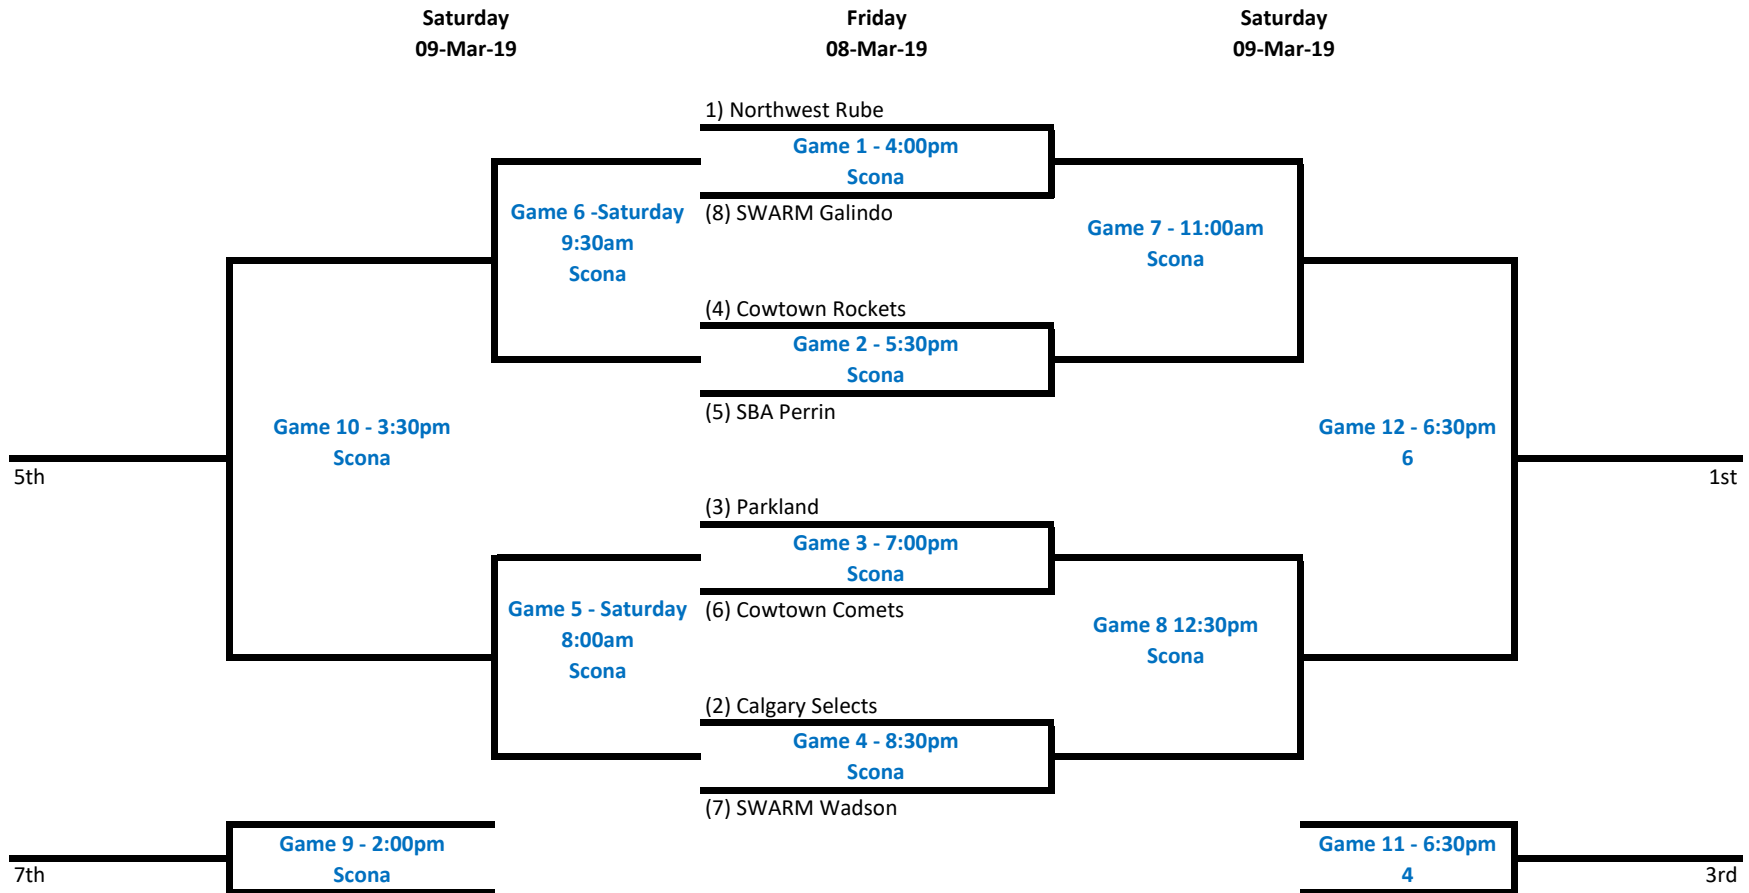 Saturday
09-Mar-19
Friday
08-Mar-19
Saturday
09-Mar-19
1) Northwest Rube
Game 1 - 4:00pm
Scona
(8) SWARM Galindo
Game 6 -Saturday
9:30am
Scona
Game 7 - 11:00am
Scona
(4) Cowtown Rockets
Game 2 - 5:30pm
Scona
(5) SBA Perrin
Game 10 - 3:30pm
Scona
Game 12 - 6:30pm
6
5th
1st
(3) Parkland
Game 3 - 7:00pm
Scona
(6) Cowtown Comets
Game 5 - Saturday
8:00am
Scona
Game 8 12:30pm
Scona
(2) Calgary Selects
Game 4 - 8:30pm
Scona
(7) SWARM Wadson
Game 9 - 2:00pm
Scona
7th
Game 11 - 6:30pm
4
3rd